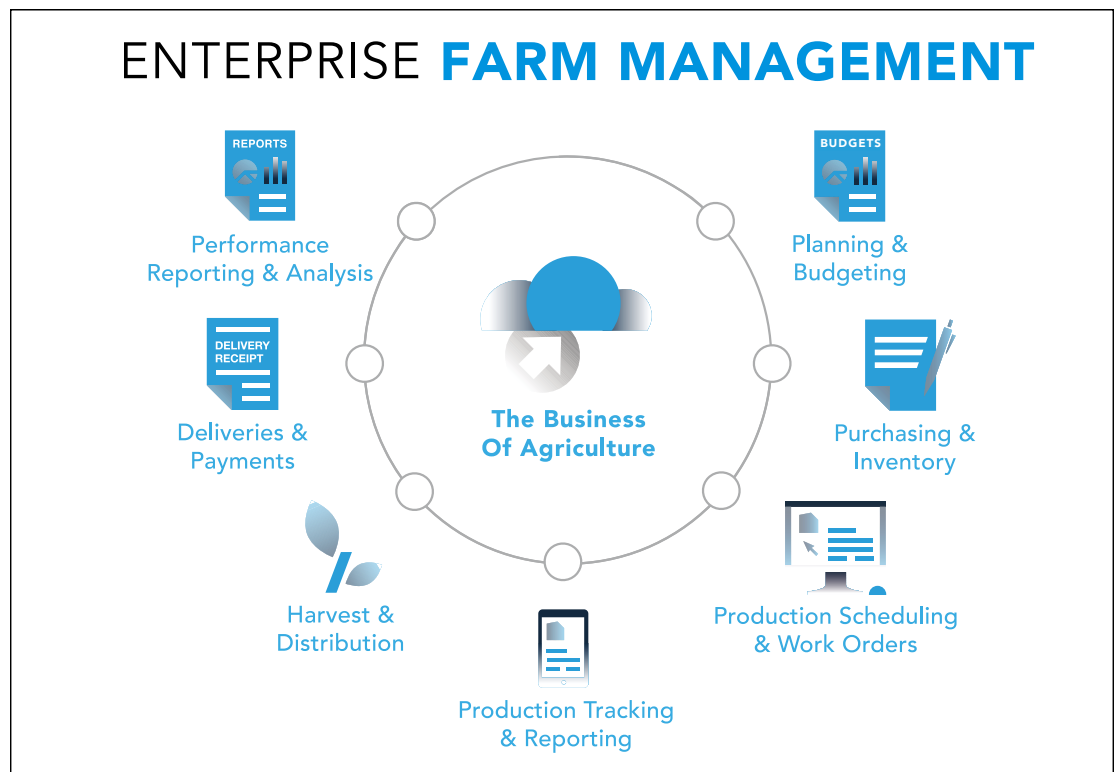 ENTERPRISE FARM MANAGEMENT
REPORTS
Performance
Reporting & Analysis
BUDGETS
Planning &
Budgeting
DELIVERY
RECEIPT
Deliveries &
Payments
The Business
Of Agriculture
Purchasing &
Inventory
Harvest &
Distribution
Production Scheduling
& Work Orders
Production Tracking
& Reporting